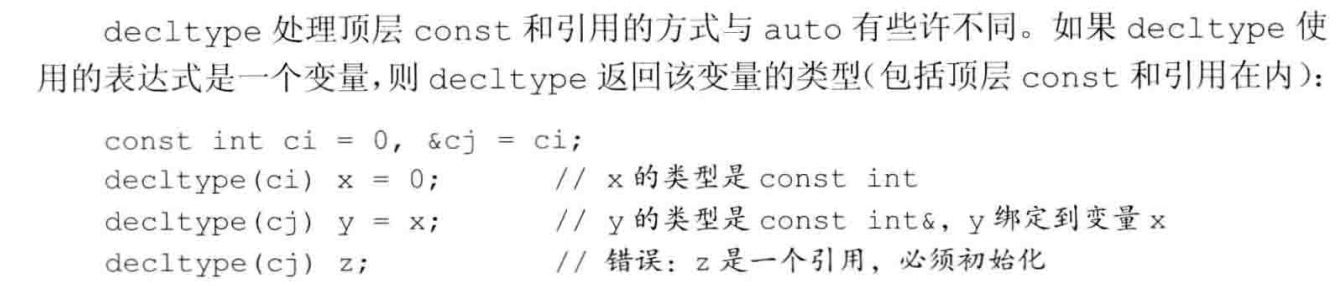 decltype 处理顶层 const 和引用的方式与 auto 有些许不同。如果 decltype 使
用的表达式是一个变量,则 decltype 返回该变量的类型(包括顶层 const 和引用在内):
const int ci = 0, &cj = ci;
decltype(ci) x = 0; // x 的类型是 const int
decltype(cj) y = x; // y 的类型是 const int&, y 绑定到变量 x
decltype(cj) z; // 错误: z 是一个引用, 必须初始化